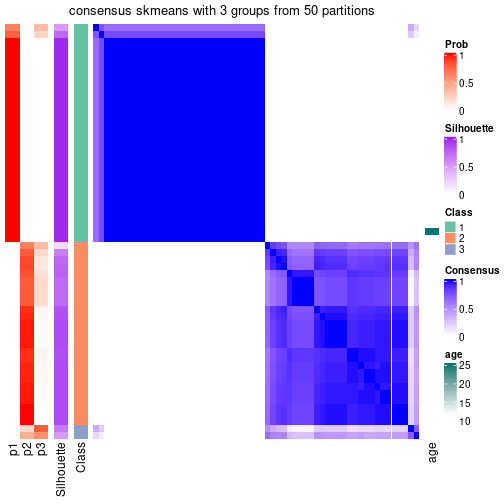 consensus skmeans with 3 groups from 50 partitions
Prob
1
0.5
0
Silhouette
1
0.5
0
Class
1
2
3
Consensus
1
0.5
0
age
25
20
15
10
p1
p2
p3
Silhouette
Class
age